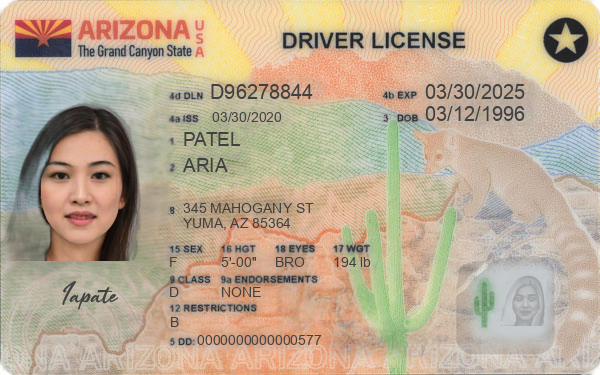 ARIZONA USA
The Grand Canyon State
DRIVER LICENSE
4d DLN D96278844
4b EXP 03/30/2025
4a ISS 03/30/2020
3 DOB 03/12/1996
1 PATEL
2 ARIA
8 345 MAHOGANY ST
YUMA, AZ 85364
15 SEX 16 HGT 18 EYES 17 WGT
F 5'-00" BRO 194 lb
9 CLASS 9a ENDORSEMENTS
D NONE
12 RESTRICTIONS
B
5 DD: 0000000000000577
Iapate
ONA ARIZONA ARIZONA ARIZONA ARIZONA ARIZ